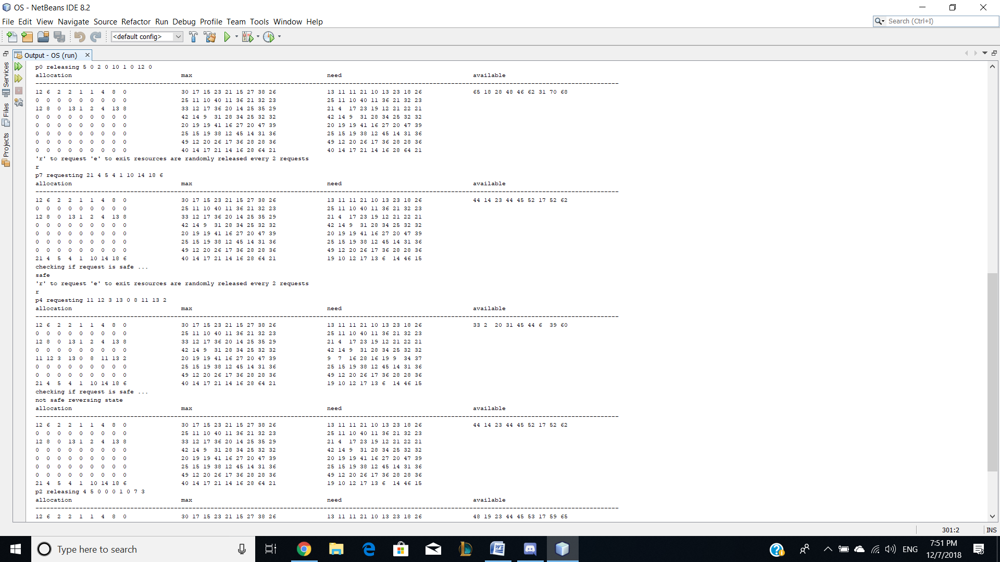 OS - NetBeans IDE 8.2
File Edit View Navigate Source Refactor Run Debug Profile Team Tools Window Help
Search (Ctrl+I)
<default config>
Output - OS (run)
Services
Files
Projects
p0 releasing 5 0 2 0 10 1 0 12 0
allocation max need available
--------------------------------------------------------------------------------
12 6 2 2 1 1 4 8 0 30 17 15 23 21 15 27 38 26 13 11 11 21 10 13 23 18 26 65 18 28 48 46 62 31 70 68
0 0 0 0 0 0 0 0 0 25 11 10 40 11 36 21 32 23 25 11 10 40 11 36 21 32 23
12 8 0 13 1 2 4 13 8 33 12 17 36 20 14 25 35 29 21 4 17 23 19 12 21 22 21
0 0 0 0 0 0 0 0 0 42 14 9 31 28 34 25 32 32 42 14 9 31 28 34 25 32 32
0 0 0 0 0 0 0 0 0 20 19 19 41 16 27 20 47 39 20 19 19 41 16 27 20 47 39
0 0 0 0 0 0 0 0 0 25 15 19 38 12 45 14 31 36 25 15 19 38 12 45 14 31 36
0 0 0 0 0 0 0 0 0 49 12 20 26 17 36 28 28 36 49 12 20 26 17 36 28 28 36
0 0 0 0 0 0 0 0 0 40 14 17 21 14 16 28 64 21 40 14 17 21 14 16 28 64 21
'r' to request 'e' to exit resources are randomly released every 2 requests
r
p7 requesting 21 4 5 4 1 10 14 18 6
allocation max need available
--------------------------------------------------------------------------------
12 6 2 2 1 1 4 8 0 30 17 15 23 21 15 27 38 26 13 11 11 21 10 13 23 18 26 44 14 23 44 45 52 17 52 62
0 0 0 0 0 0 0 0 0 25 11 10 40 11 36 21 32 23 25 11 10 40 11 36 21 32 23
12 8 0 13 1 2 4 13 8 33 12 17 36 20 14 25 35 29 21 4 17 23 19 12 21 22 21
0 0 0 0 0 0 0 0 0 42 14 9 31 28 34 25 32 32 42 14 9 31 28 34 25 32 32
0 0 0 0 0 0 0 0 0 20 19 19 41 16 27 20 47 39 20 19 19 41 16 27 20 47 39
0 0 0 0 0 0 0 0 0 25 15 19 38 12 45 14 31 36 25 15 19 38 12 45 14 31 36
0 0 0 0 0 0 0 0 0 49 12 20 26 17 36 28 28 36 49 12 20 26 17 36 28 28 36
21 4 5 4 1 10 14 18 6 40 14 17 21 14 16 28 64 21 19 10 12 17 13 6 14 46 15
checking if request is safe ...
safe
'r' to request 'e' to exit resources are randomly released every 2 requests
r
p4 requesting 11 12 3 13 0 8 11 13 2
allocation max need available
--------------------------------------------------------------------------------
12 6 2 2 1 1 4 8 0 30 17 15 23 21 15 27 38 26 13 11 11 21 10 13 23 18 26 33 2 20 31 45 44 6 39 60
0 0 0 0 0 0 0 0 0 25 11 10 40 11 36 21 32 23 25 11 10 40 11 36 21 32 23
12 8 0 13 1 2 4 13 8 33 12 17 36 20 14 25 35 29 21 4 17 23 19 12 21 22 21
0 0 0 0 0 0 0 0 0 42 14 9 31 28 34 25 32 32 42 14 9 31 28 34 25 32 32
11 12 3 13 0 8 11 13 2 20 19 19 41 16 27 20 47 39 9 7 16 28 16 19 9 34 37
0 0 0 0 0 0 0 0 0 25 15 19 38 12 45 14 31 36 25 15 19 38 12 45 14 31 36
0 0 0 0 0 0 0 0 0 49 12 20 26 17 36 28 28 36 49 12 20 26 17 36 28 28 36
21 4 5 4 1 10 14 18 6 40 14 17 21 14 16 28 64 21 19 10 12 17 13 6 14 46 15
checking if request is safe ...
not safe reversing state
allocation max need available
--------------------------------------------------------------------------------
12 6 2 2 1 1 4 8 0 30 17 15 23 21 15 27 38 26 13 11 11 21 10 13 23 18 26 44 14 23 44 45 52 17 52 62
0 0 0 0 0 0 0 0 0 25 11 10 40 11 36 21 32 23 25 11 10 40 11 36 21 32 23
12 8 0 13 1 2 4 13 8 33 12 17 36 20 14 25 35 29 21 4 17 23 19 12 21 22 21
0 0 0 0 0 0 0 0 0 42 14 9 31 28 34 25 32 32 42 14 9 31 28 34 25 32 32
0 0 0 0 0 0 0 0 0 20 19 19 41 16 27 20 47 39 20 19 19 41 16 27 20 47 39
0 0 0 0 0 0 0 0 0 25 15 19 38 12 45 14 31 36 25 15 19 38 12 45 14 31 36
0 0 0 0 0 0 0 0 0 49 12 20 26 17 36 28 28 36 49 12 20 26 17 36 28 28 36
21 4 5 4 1 10 14 18 6 40 14 17 21 14 16 28 64 21 19 10 12 17 13 6 14 46 15
p2 releasing 4 5 0 0 0 1 0 7 3
allocation max need available
--------------------------------------------------------------------------------
12 6 2 2 1 1 4 8 0 30 17 15 23 21 15 27 38 26 13 11 11 21 10 13 23 18 26 48 19 23 44 45 53 17 59 65
301:2 INS
Type here to search
ENG
7:51 PM
12/7/2018